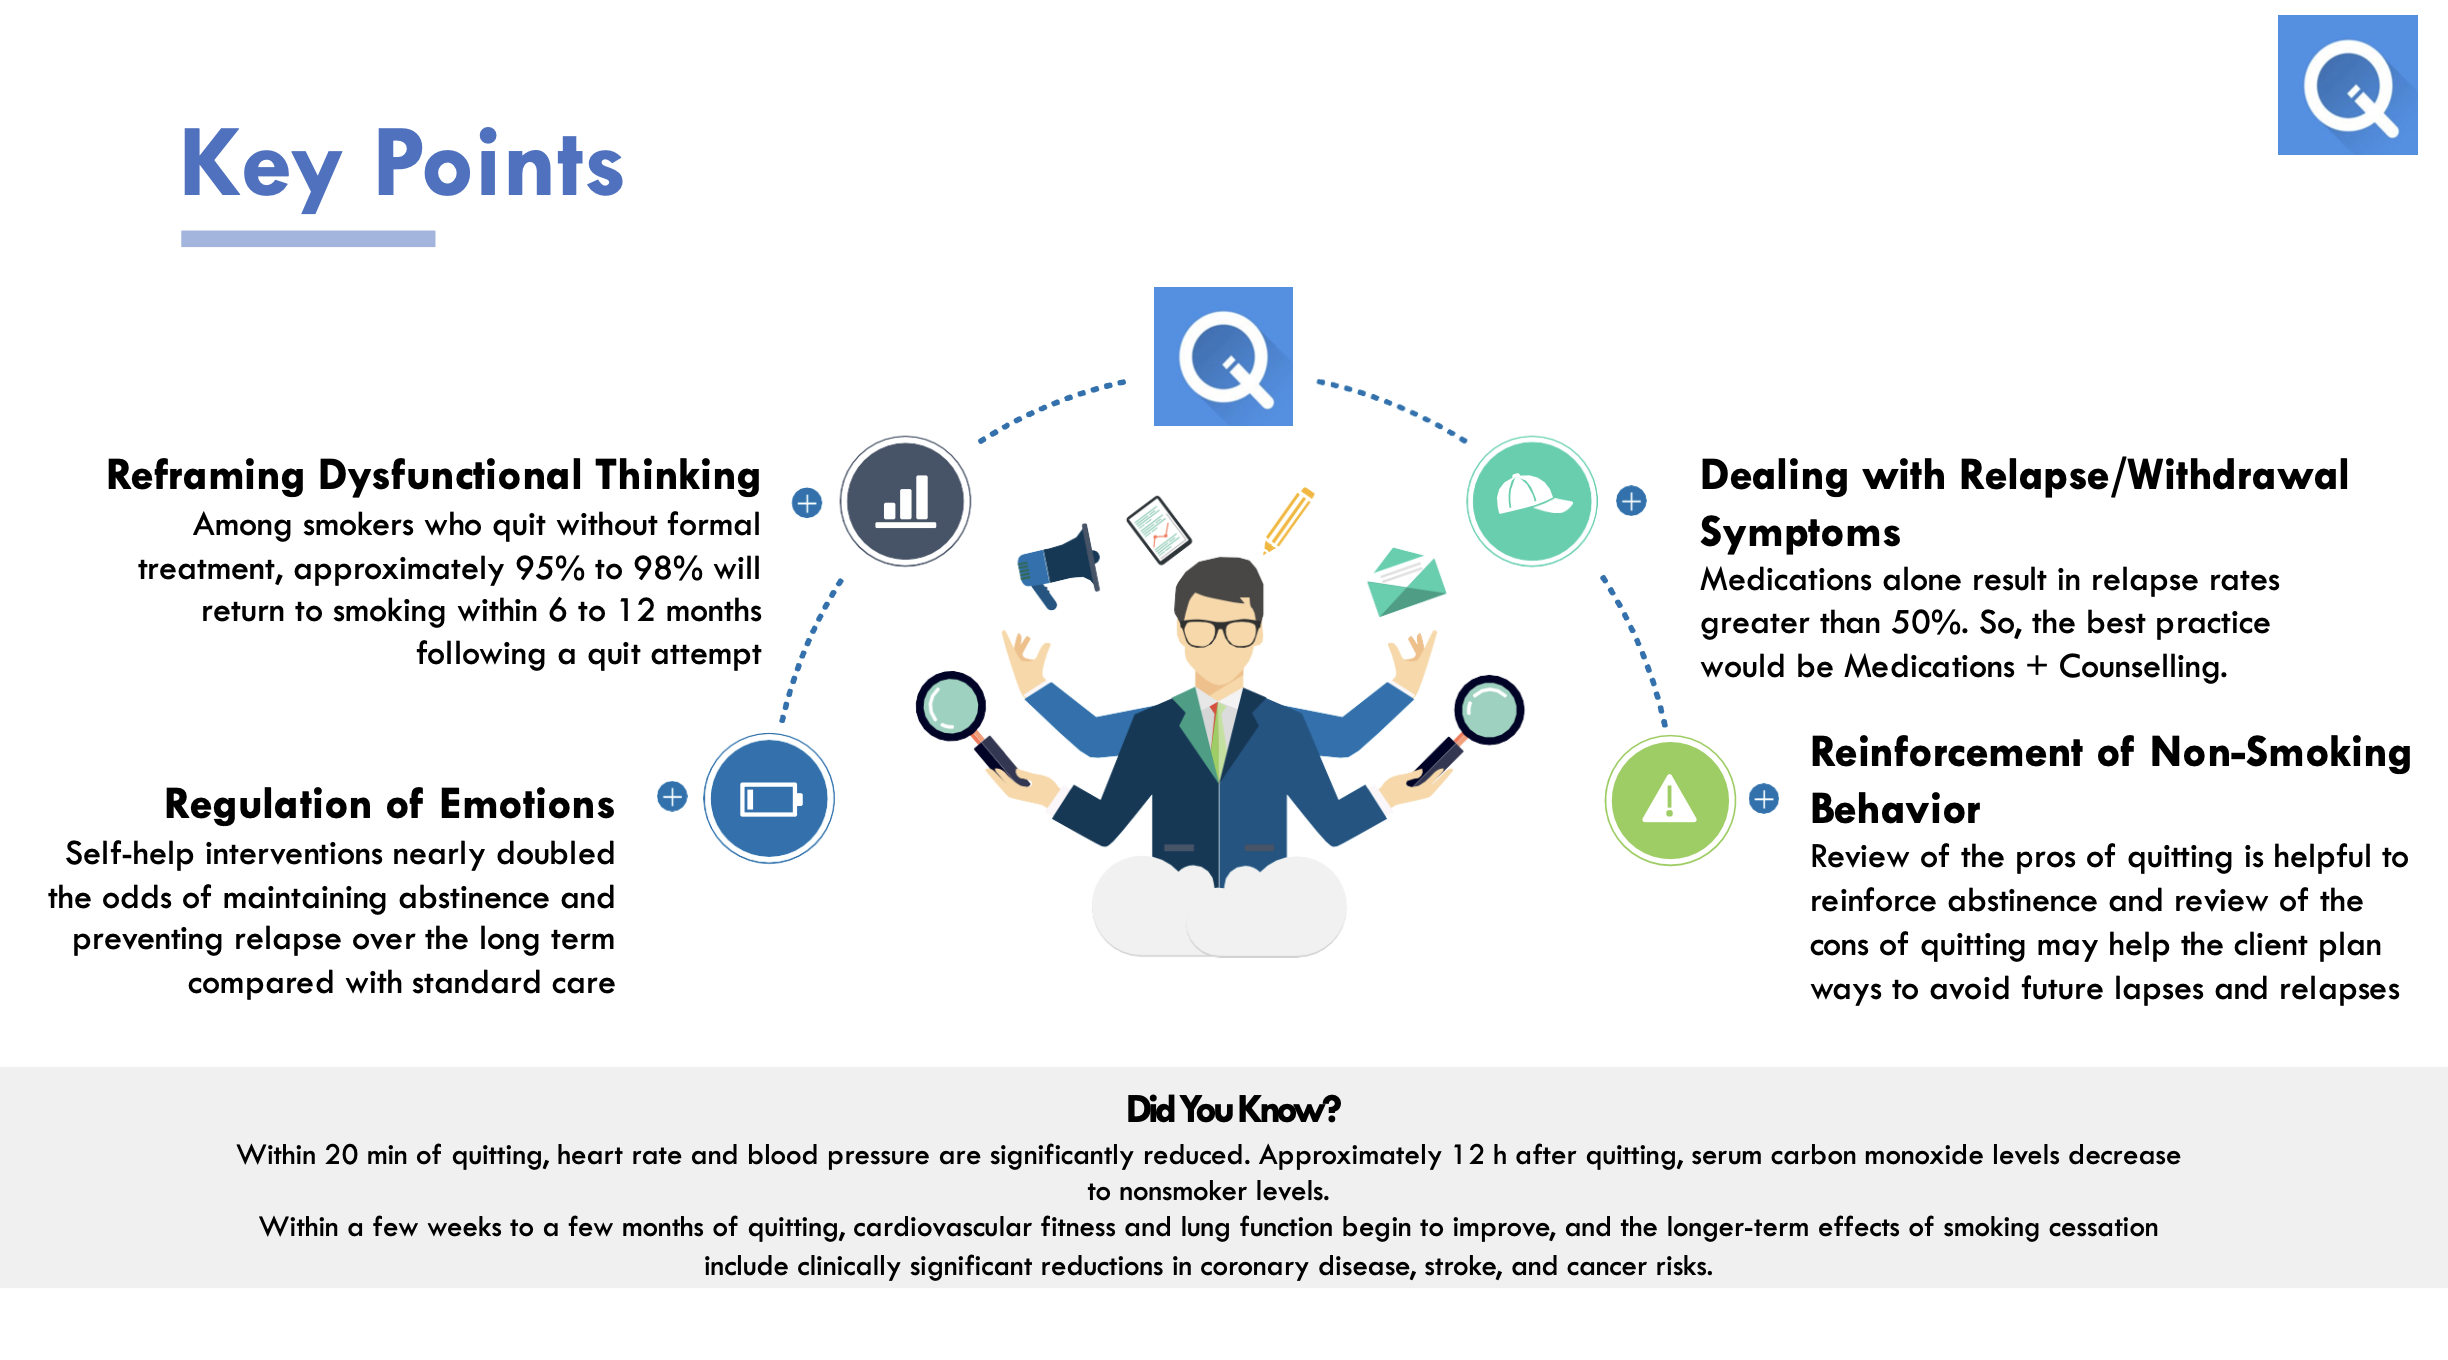 Key Points
Reframing Dysfunctional Thinking
Among smokers who quit without formal
treatment, approximately 95% to 98% will
return to smoking within 6 to 12 months
following a quit attempt
Regulation of Emotions
Self-help interventions nearly doubled
the odds of maintaining abstinence and
preventing relapse over the long term
compared with standard care
Dealing with Relapse/Withdrawal
Symptoms
Medications alone result in relapse rates
greater than 50%. So, the best practice
would be Medications + Counselling.
Reinforcement of Non-Smoking
Behavior
Review of the pros of quitting is helpful to
reinforce abstinence and review of the
cons of quitting may help the client plan
ways to avoid future lapses and relapses
Did You Know?
Within 20 min of quitting, heart rate and blood pressure are significantly reduced. Approximately 12 h after quitting, serum carbon monoxide levels decrease
to nonsmoker levels.
Within a few weeks to a few months of quitting, cardiovascular fitness and lung function begin to improve, and the longer-term effects of smoking cessation
include clinically significant reductions in coronary disease, stroke, and cancer risks.